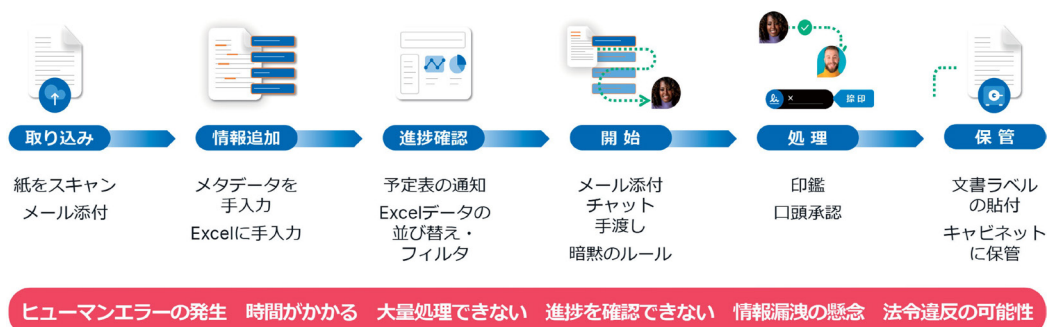 × 捺印
取り込み 情報追加 進捗確認 開始 処理 保管
紙をスキャン
メール添付
メタデータを
手入力
Excelに手入力
予定表の通知
Excelデータの
並び替え・
フィルタ
メール添付
チャット
手渡し
暗黙のルール
印鑑
口頭承認
文書ラベル
の貼付
キャビネット
に保管
ヒューマンエラーの発生 時間がかかる 大量処理できない 進捗を確認できない 情報漏洩の懸念 法令違反の可能性